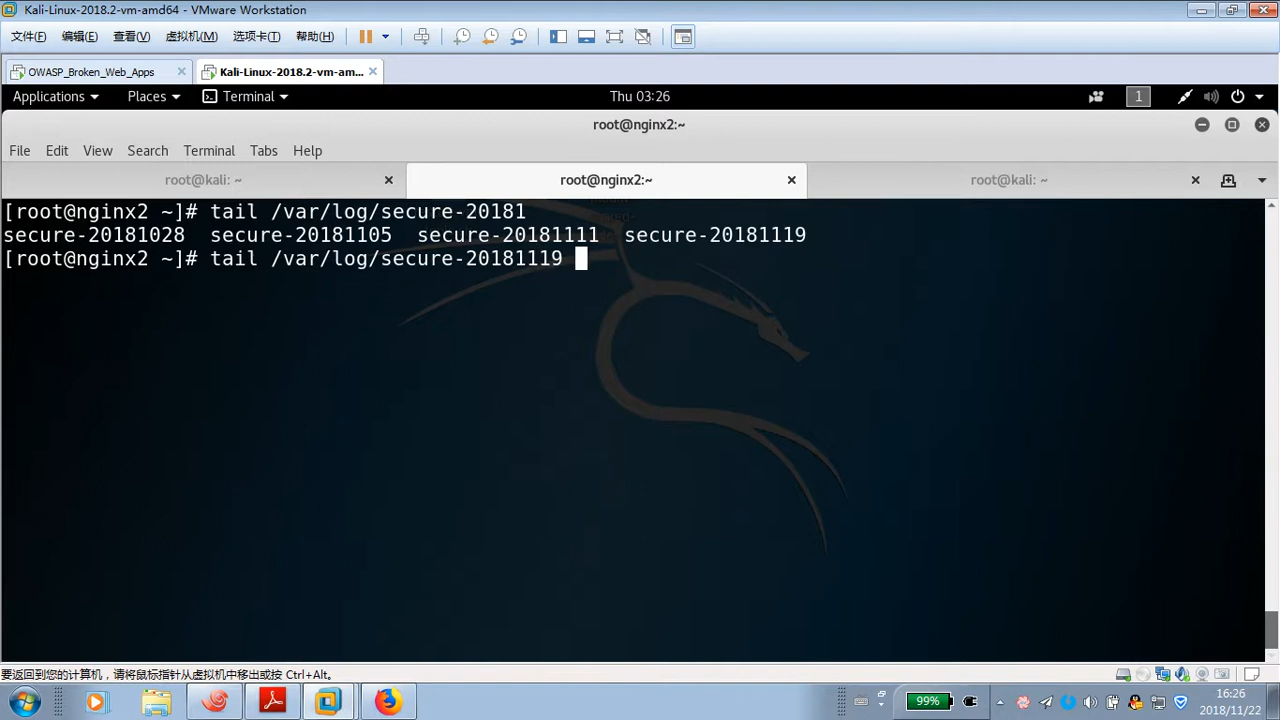 Kali-Linux-2018.2-vm-amd64 - VMware Workstation
文件(F) 编辑(E) 查看(V) 虚拟机(M) 选项卡(T) 帮助(H)
OWASP_Broken_Web_Apps Kali-Linux-2018.2-vm-am...
Applications Places Terminal Thu 03:26 1
root@nginx2:~
File Edit View Search Terminal Tabs Help
root@kali: ~ root@nginx2:~ root@kali: ~
[root@nginx2 ~]# tail /var/log/secure-20181
secure-20181028 secure-20181105 secure-20181111 secure-20181119
[root@nginx2 ~]# tail /var/log/secure-20181119
要返回到您的计算机，请将鼠标指针从虚拟机中移出或按 Ctrl+Alt。
99%
16:26
2018/11/22